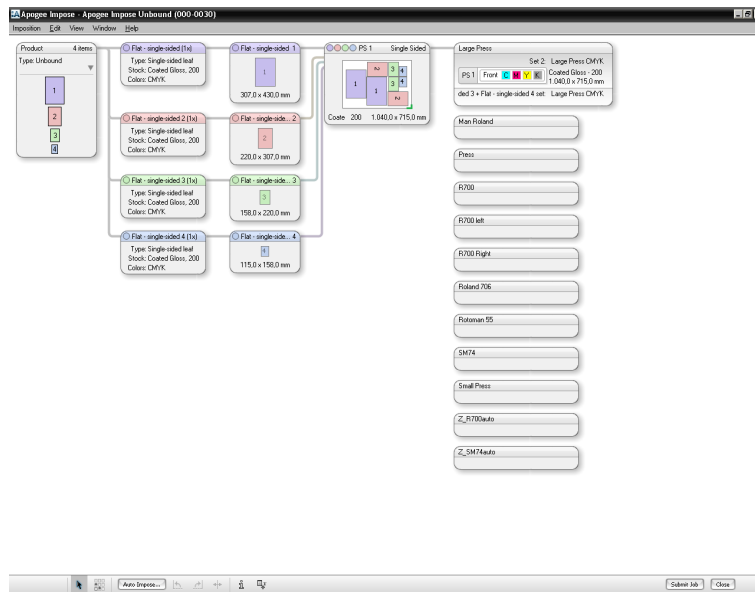 Apogee Impose - Apogee Impose Unbound (000-0030)
Imposition Edit View Window Help
Product 4 items
Type: Unbound
1
2
3
4
Flat - single-sided (1x)
Type: Single-sided leaf
Stock: Coated Gloss, 200
Colors: CMYK
Flat - single-sided 2 (1x)
Type: Single-sided leaf
Stock: Coated Gloss, 200
Colors: CMYK
Flat - single-sided 3 (1x)
Type: Single-sided leaf
Stock: Coated Gloss, 200
Colors: CMYK
Flat - single-sided 4 (1x)
Type: Single-sided leaf
Stock: Coated Gloss, 200
Colors: CMYK
Flat - single-sided 1
1
307,0 x 430,0 mm
Flat - single-side... 2
2
220,0 x 307,0 mm
Flat - single-side... 3
3
158,0 x 220,0 mm
Flat - single-side... 4
4
115,0 x 158,0 mm
PS 1 Single Sided
2 3 4
1 1 3 4
2
Coate 200 1.040,0 x 715,0 mm
Large Press
Set 2: Large Press CMYK
PS 1 Front C M Y K Coated Gloss - 200
1.040,0 x 715,0 mm
ded 3 + Flat - single-sided 4 set Large Press CMYK
Man Roland
Press
R700
R700 left
R700 Right
Roland 706
Rotoman 55
SM74
Small Press
Z_R700auto
Z_SM74auto
Auto Impose... Submit Job Close